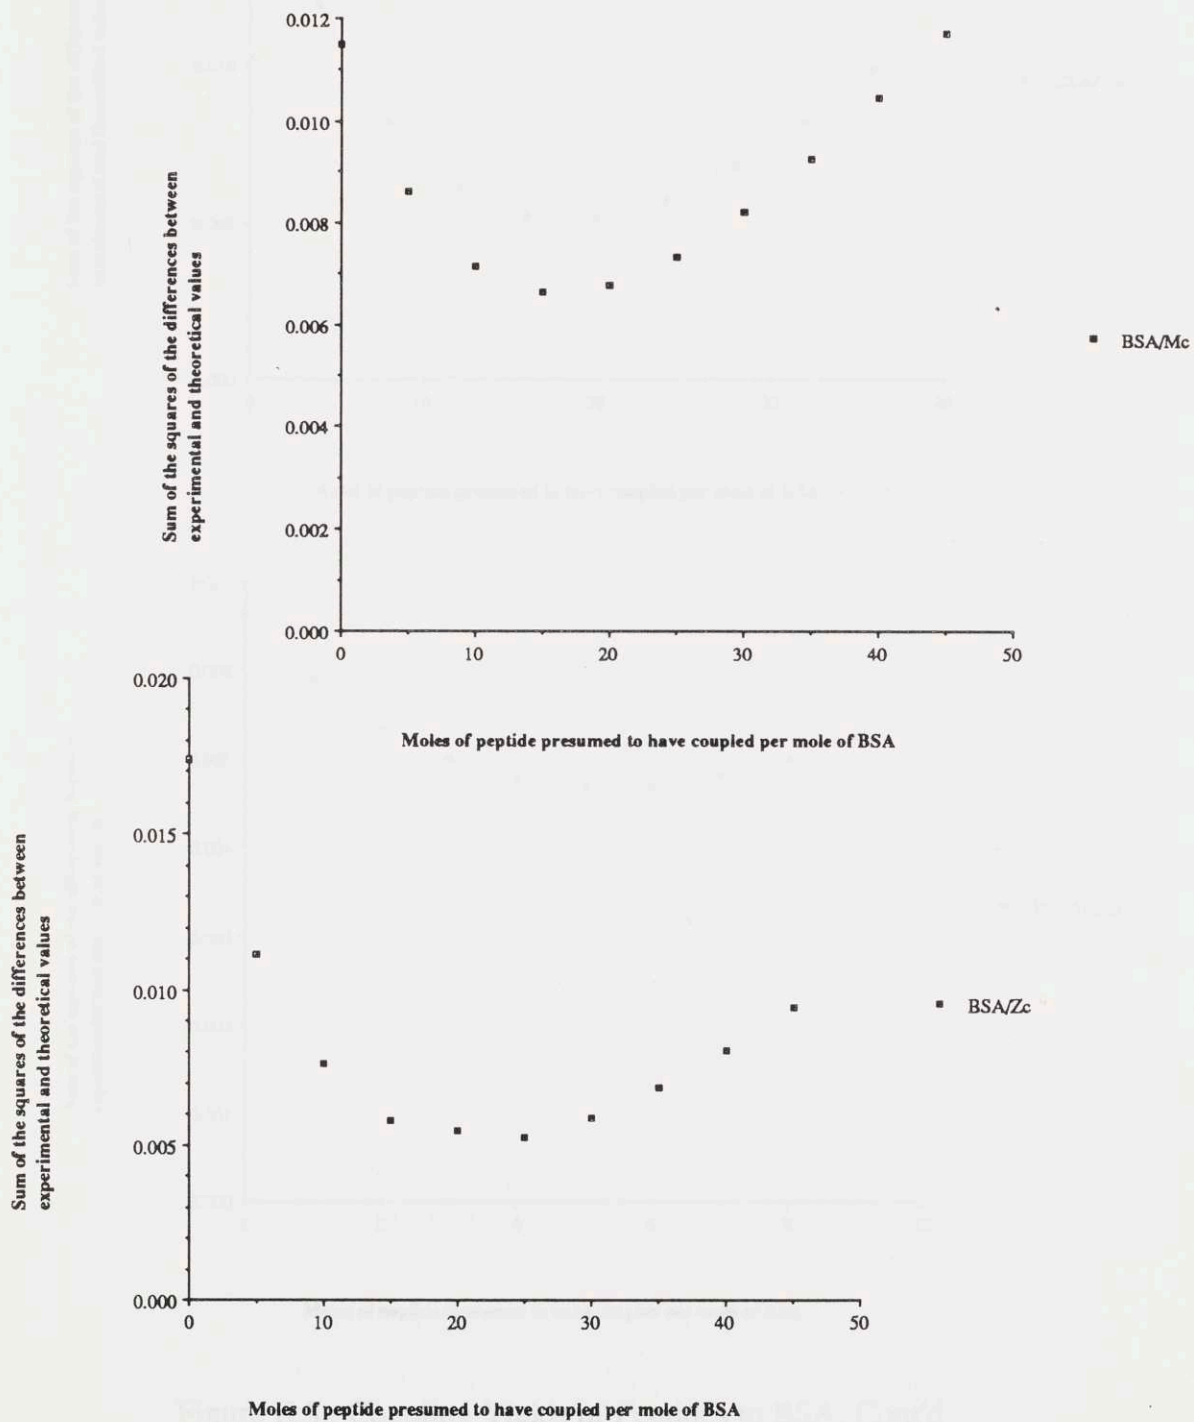 0.012
0.010
0.008
0.006
0.004
0.002
0.000
Sum of the squares of the differences between
experimental and theoretical values
0 10 20 30 40 50
Moles of peptide presumed to have coupled per mole of BSA
BSA/Mc
0.020
0.015
0.010
0.005
0.000
Sum of the squares of the differences between
experimental and theoretical values
0 10 20 30 40 50
Moles of peptide presumed to have coupled per mole of BSA
BSA/Zc